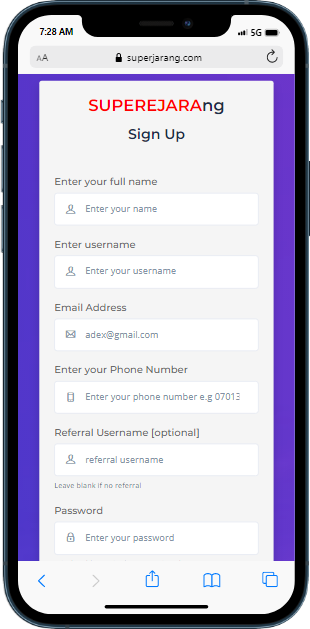 7:28 AM
5G
AA
superjarang.com
SUPEREJARAng
Sign Up
Enter your full name
Enter your name
Enter username
Enter your username
Email Address
adex@gmail.com
Enter your Phone Number
Enter your phone number e.g 07013
Referral Username [optional]
referral username
Leave blank if no referral
Password
Enter your password